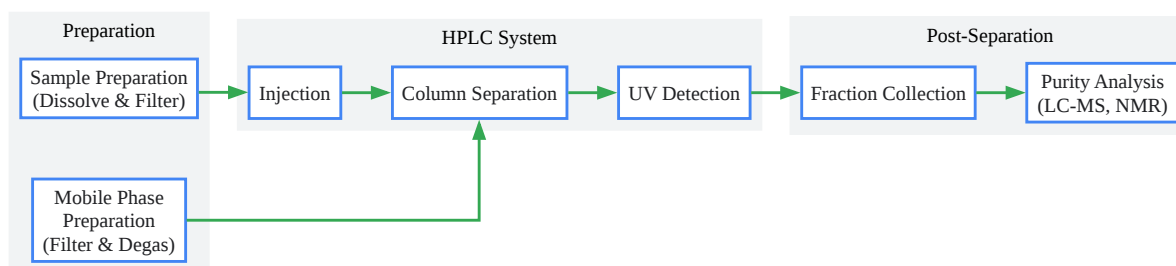 Preparation
Sample Preparation
(Dissolve & Filter)
Mobile Phase
Preparation
(Filter & Degas)
HPLC System
Injection
Column Separation
UV Detection
Post-Separation
Fraction Collection
Purity Analysis
(LC-MS, NMR)